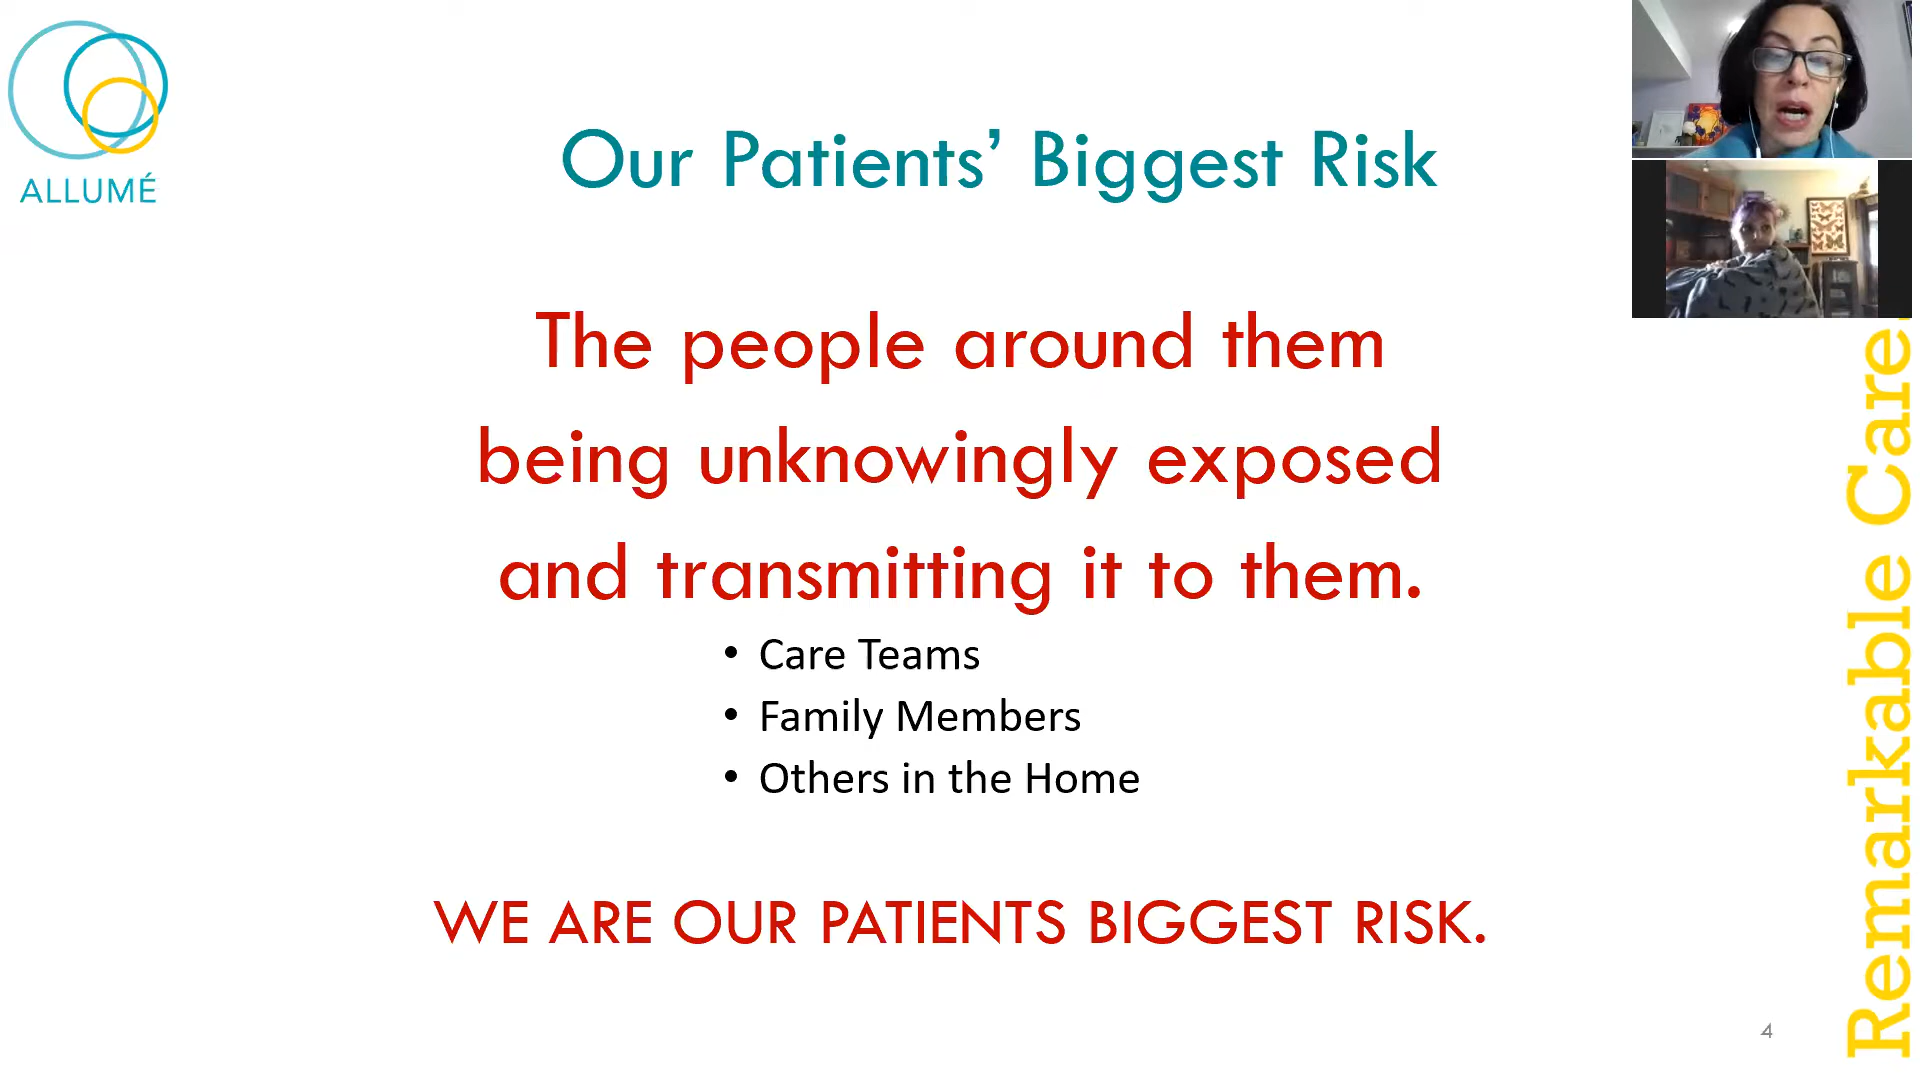 ALLUMÉ
Our Patients’ Biggest Risk
The people around them
being unknowingly exposed
and transmitting it to them.
• Care Teams
• Family Members
• Others in the Home
WE ARE OUR PATIENTS BIGGEST RISK.
Remarkable Care.
4